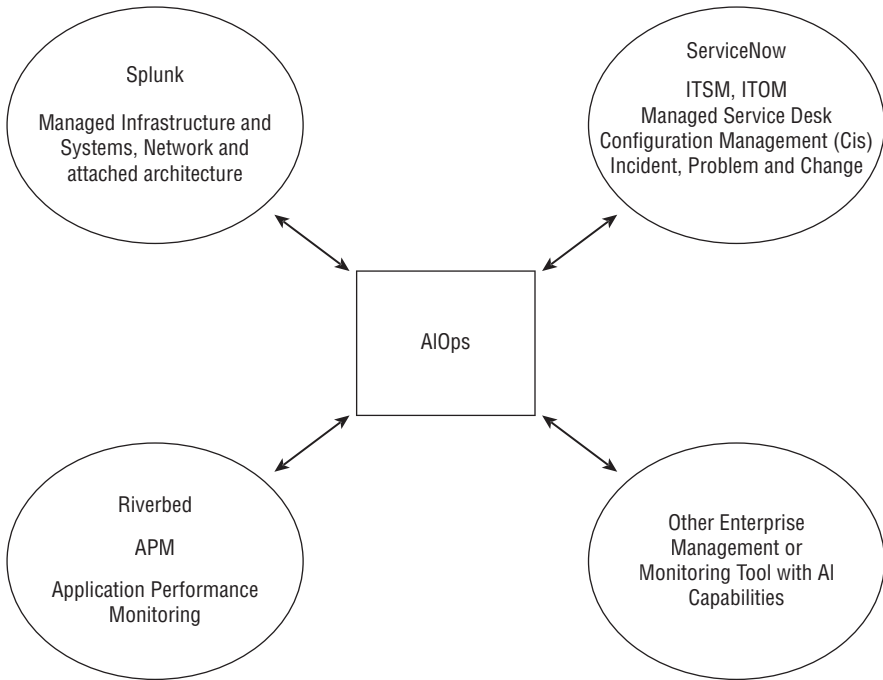 Splunk
Managed Infrastructure and
Systems, Network and
attached architecture
ServiceNow
ITSM, ITOM
Managed Service Desk
Configuration Management (Cis)
Incident, Problem and Change
AIOps
Riverbed
APM
Application Performance
Monitoring
Other Enterprise
Management or
Monitoring Tool with AI
Capabilities